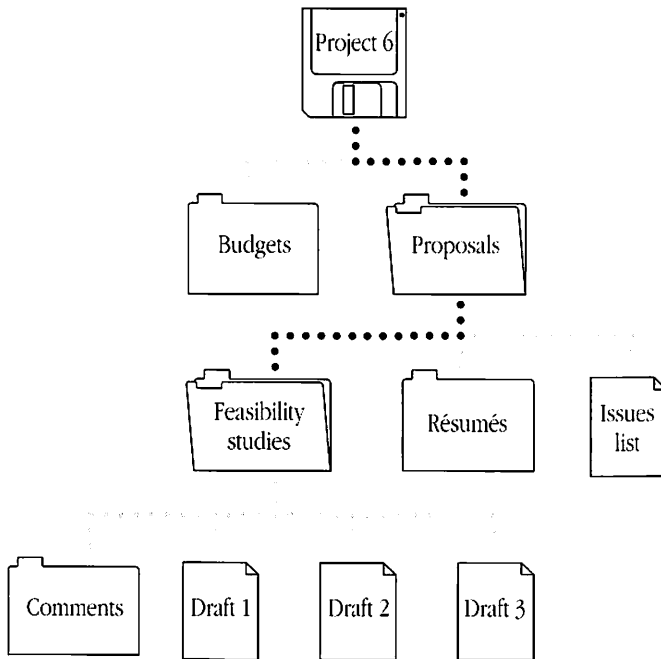 Project 6
Budgets
Proposals
Feasibility
studies
Résumés
Issues
list
Comments
Draft 1
Draft 2
Draft 3